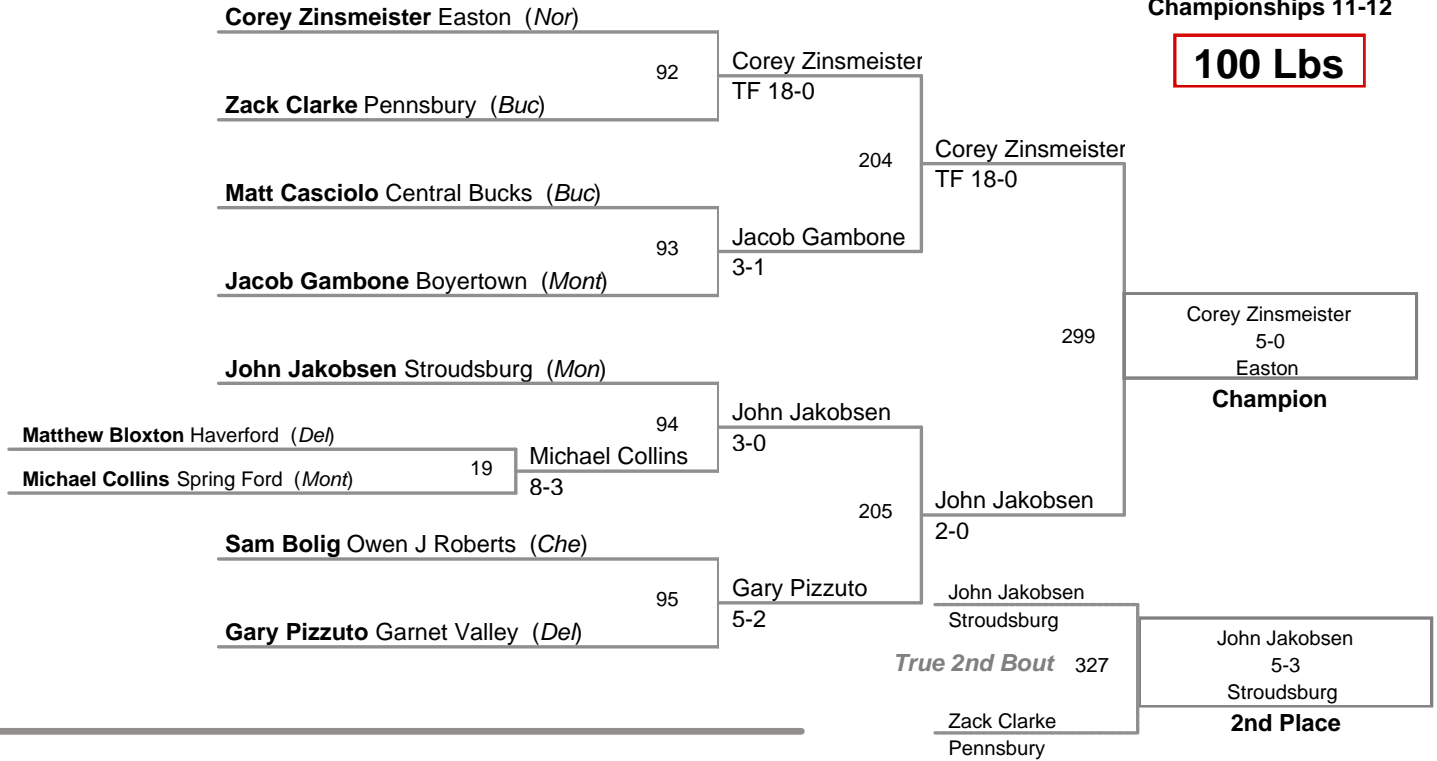 Championships 11-12
100 Lbs
Corey Zinsmeister Easton (Nor)
92
Zack Clarke Pennsbury (Buc)
Corey Zinsmeister
TF 18-0
204
Matt Casciolo Central Bucks (Buc)
93
Jacob Gambone Boyertown (Mont)
Jacob Gambone
3-1
Corey Zinsmeister
TF 18-0
299
Corey Zinsmeister
5-0
Easton
Champion
John Jakobsen Stroudsburg (Mon)
94
Matthew Bloxton Haverford (Del)
19
Michael Collins Spring Ford (Mont)
Michael Collins
8-3
John Jakobsen
3-0
205
Sam Bolig Owen J Roberts (Che)
95
Gary Pizzuto Garnet Valley (Del)
Gary Pizzuto
5-2
John Jakobsen
2-0
John Jakobsen
Stroudsburg
True 2nd Bout 327
Zack Clarke
Pennsbury
John Jakobsen
5-3
Stroudsburg
2nd Place